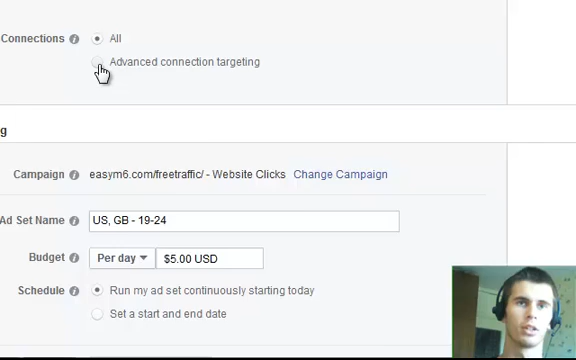 Connections All
Advanced connection targeting
g
Campaign easym6.com/freetraffic/ - Website Clicks Change Campaign
Ad Set Name US, GB - 19-24
Budget Per day $5.00 USD
Schedule Run my ad set continuously starting today
Set a start and end date